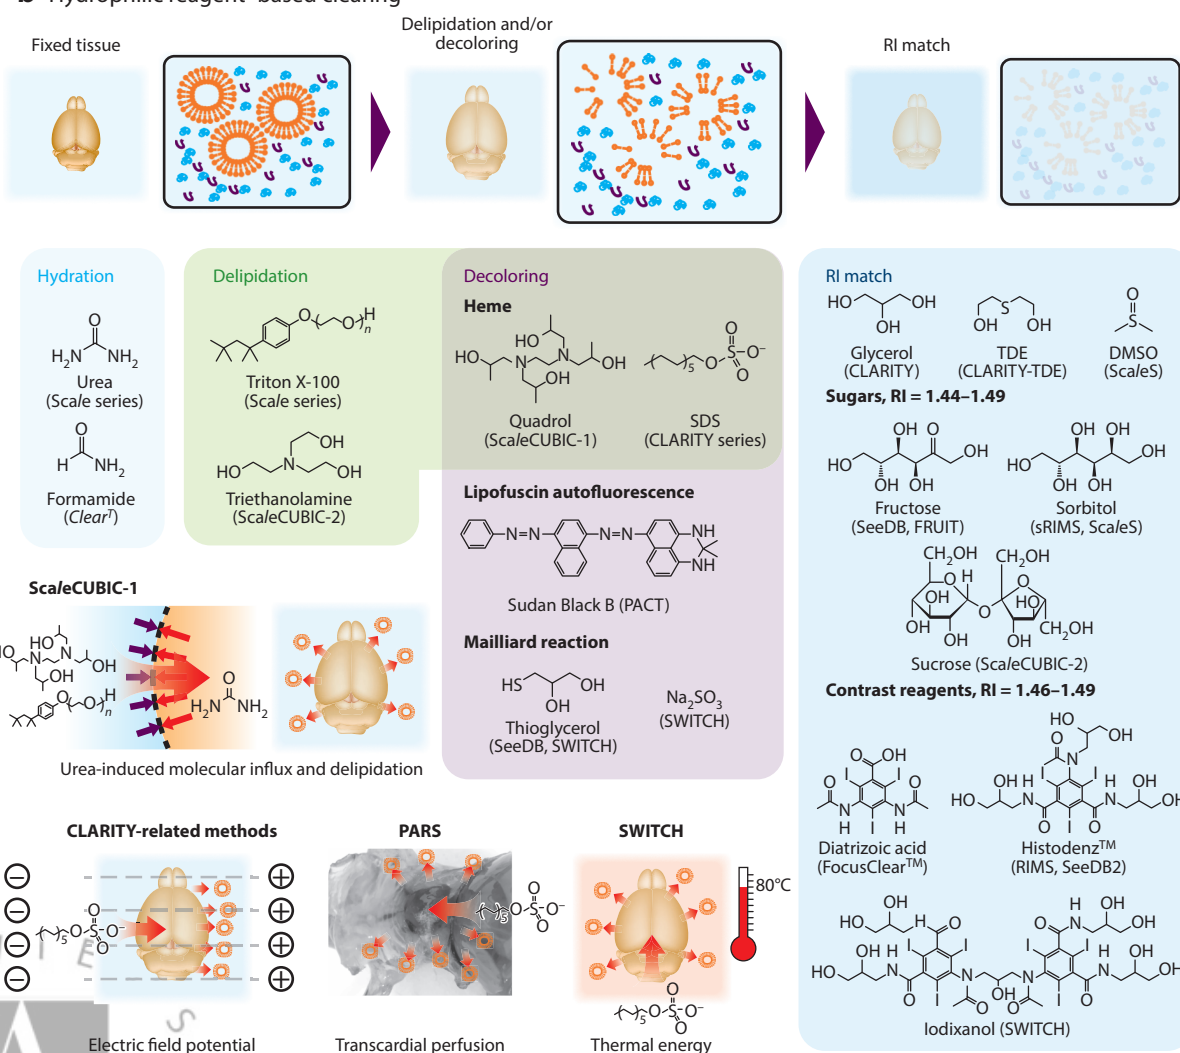 b Hydrophilic reagent–based clearing
Fixed tissue
Delipidation and/or
decoloring
RI match
Hydration
Urea
(Scale series)
Formamide
(ClearT)
Delipidation
Triton X-100
(Scale series)
Triethanolamine
(ScaleCUBIC-2)
Decoloring
Heme
Quadrol
(ScaleCUBIC-1)
SDS
(CLARITY series)
Lipofuscin autofluorescence
Sudan Black B (PACT)
Mailliard reaction
Thioglycerol
(SeeDB, SWITCH)
Na2SO3
(SWITCH)
RI match
Glycerol
(CLARITY)
TDE
(CLARITY-TDE)
DMSO
(ScaleS)
Sugars, RI = 1.44–1.49
Fructose
(SeeDB, FRUIT)
Sorbitol
(sRIMS, ScaleS)
Sucrose (ScaleCUBIC-2)
Contrast reagents, RI = 1.46–1.49
Diatrizoic acid
(FocusClear™)
Histodenz™
(RIMS, SeeDB2)
Iodixanol (SWITCH)
ScaleCUBIC-1
Urea-induced molecular influx and delipidation
CLARITY-related methods
Electric field potential
PARS
Transcardial perfusion
SWITCH
80°C
Thermal energy